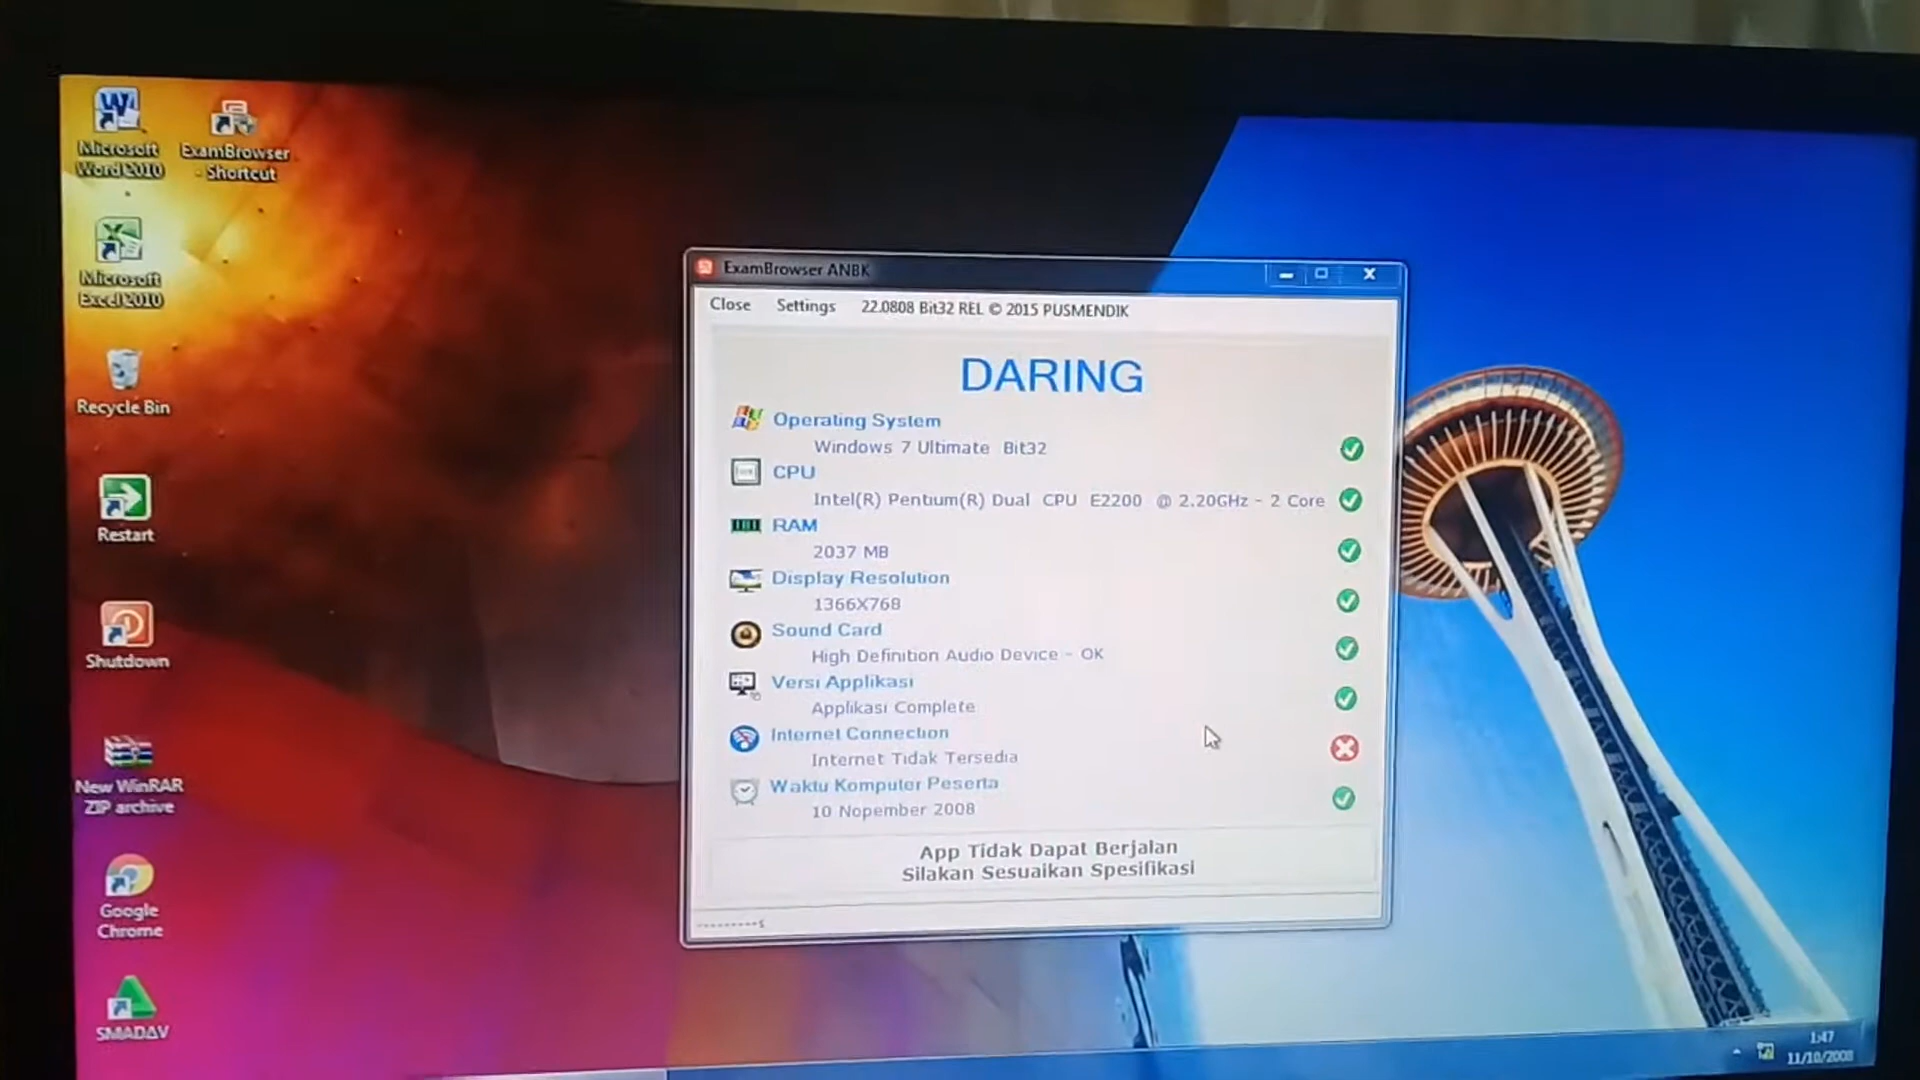 Microsoft
Word 2010
ExamBrowser
- Shortcut
Microsoft
Excel 2010
Recycle Bin
Restart
Shutdown
New WinRAR
ZIP archive
Google
Chrome
SMADAV
ExamBrowser ANBK
Close Settings 22.0808 Bit32 REL © 2015 PUSMENDIK
DARING
Operating System
Windows 7 Ultimate Bit32
CPU
Intel(R) Pentium(R) Dual CPU E2200 @ 2.20GHz - 2 Core
RAM
2037 MB
Display Resolution
1366X768
Sound Card
High Definition Audio Device - OK
Versi Applikasi
Applikasi Complete
Internet Connection
Internet Tidak Tersedia
Waktu Komputer Peserta
10 Nopember 2008
App Tidak Dapat Berjalan
Silakan Sesuaikan Spesifikasi
1:47
11/10/2008